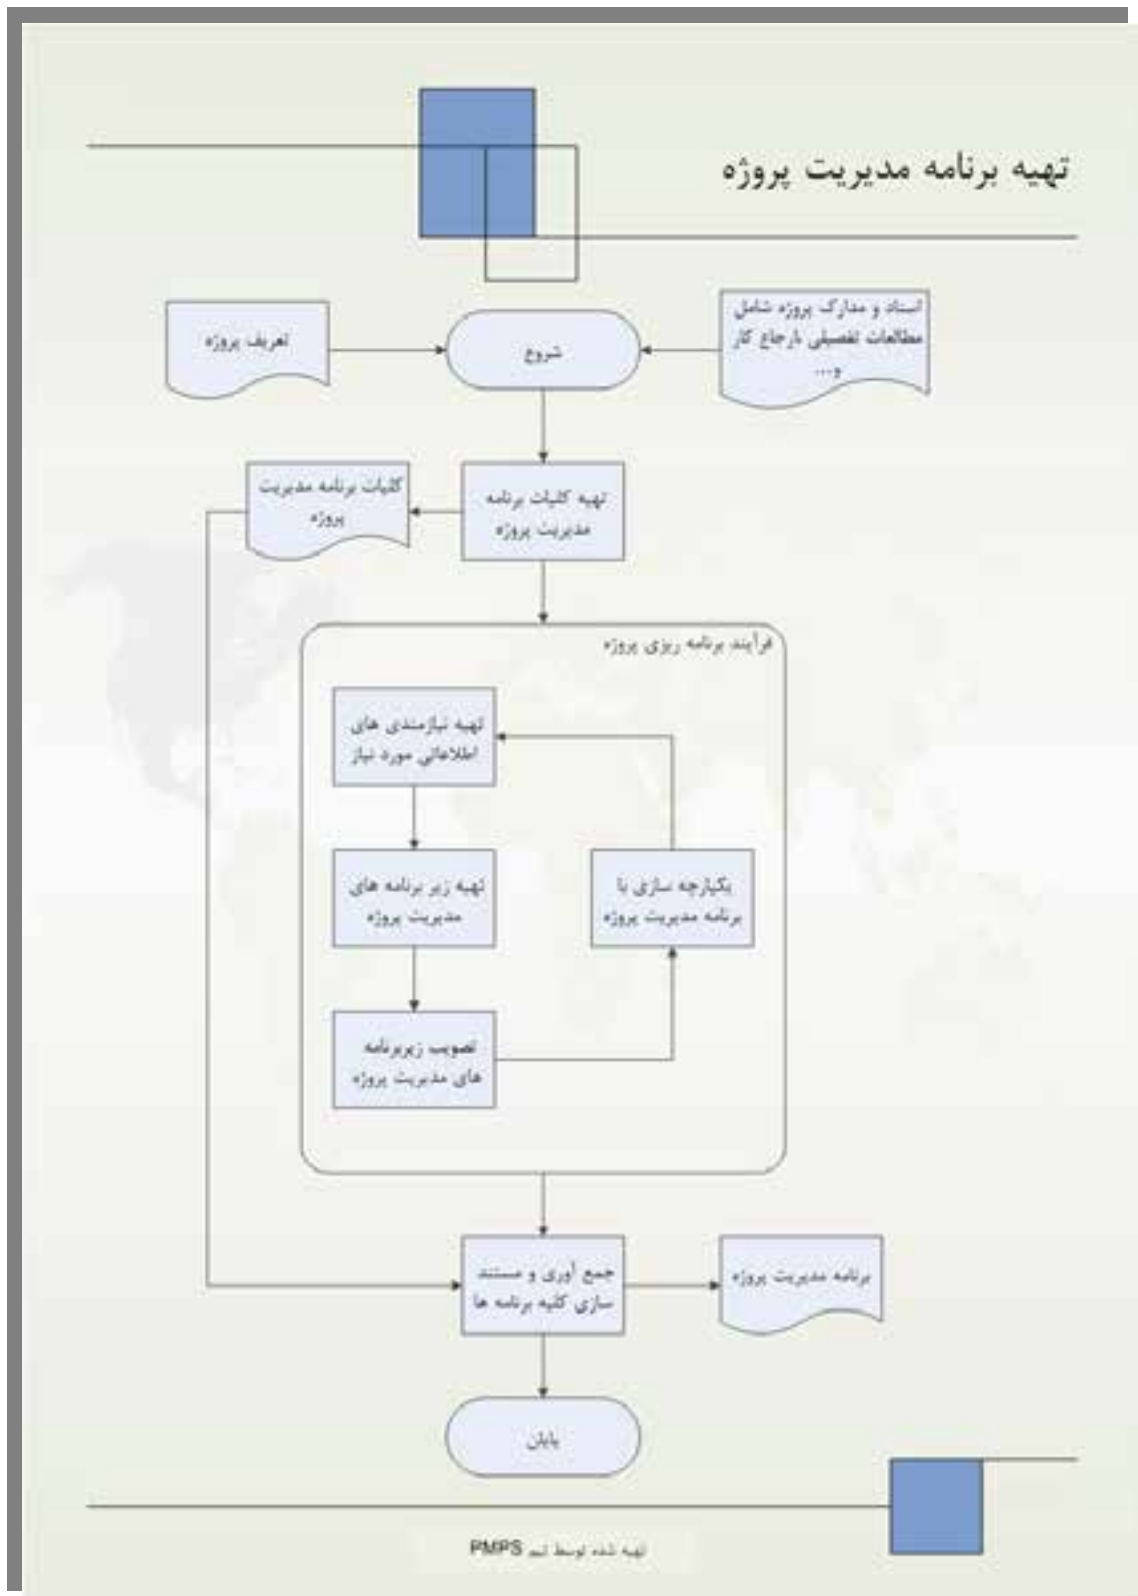 تهیه برنامه مدیریت پروژه
اسناد و مدارک پروژه شامل
مطالعات تفصیلی ،ارجاع کار
و...
شروع
تعریف پروژه
تهیه کلیات برنامه
مدیریت پروژه
کلیات برنامه مدیریت
پروژه
فرآیند برنامه ریزی پروژه
تهیه نیازمندی های
اطلاعاتی مورد نیاز
یکپارچه سازی با
برنامه مدیریت پروژه
تهیه زیر برنامه های
مدیریت پروژه
تصویب زیربرنامه
های مدیریت پروژه
جمع آوری و مستند
سازی کلیه برنامه ها
برنامه مدیریت پروژه
پایان
تهیه شده توسط تیم PMPS